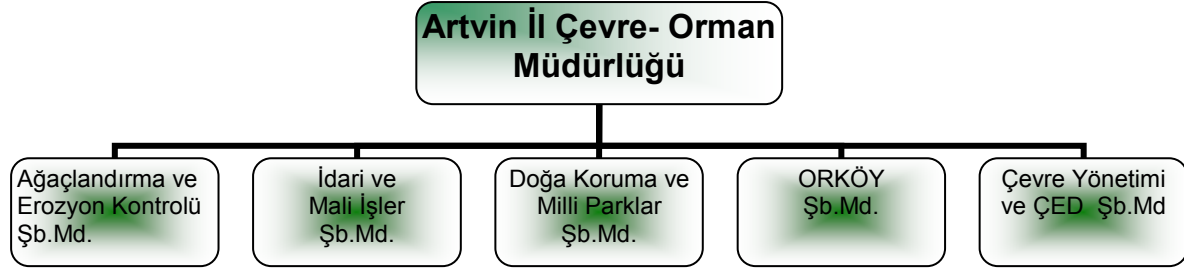 Artvin İl Çevre- Orman
Müdürlüğü
Ağaçlandırma ve
Erozyon Kontrolü
Şb.Md.
İdari ve
Mali İşler
Şb.Md.
Doğa Koruma ve
Milli Parklar
Şb.Md.
ORKÖY
Şb.Md.
Çevre Yönetimi
ve ÇED Şb.Md